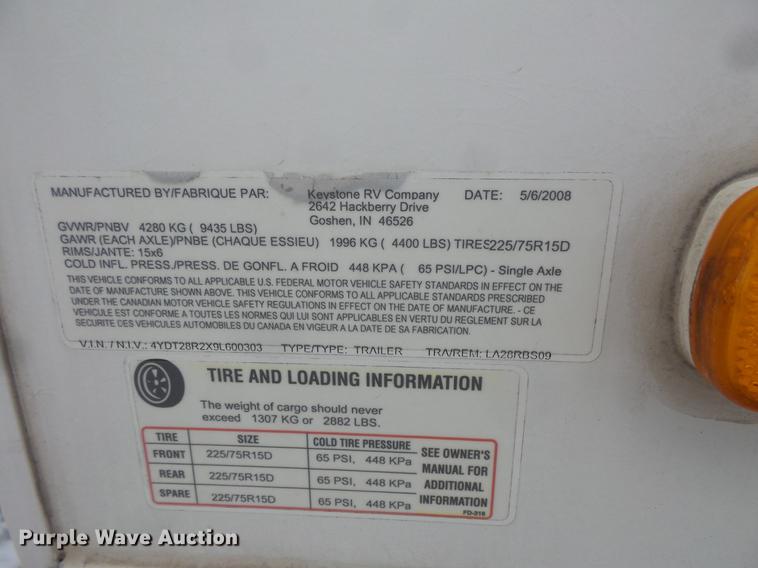 MANUFACTURED BY/FABRIQUE PAR: Keystone RV Company DATE: 5/6/2008
2642 Hackberry Drive
Goshen, IN 46526
GVWR/PNBV 4280 KG ( 9435 LBS)
GAWR (EACH AXLE)/PNBE (CHAQUE ESSIEU) 1996 KG ( 4400 LBS) TIRES225/75R15D
RIMS/JANTE: 15x6
COLD INFL. PRESS./PRESS. DE GONFL. A FROID 448 KPA ( 65 PSI/LPC) - Single Axle
THIS VEHICLE CONFORMS TO ALL APPLICABLE U.S. FEDERAL MOTOR VEHICLE SAFETY STANDARDS IN EFFECT ON THE
DATE OF MANUFACTURE SHOWN ABOVE. THIS VEHICLE CONFORMS TO ALL APPLICABLE STANDARDS PRESCRIBED
UNDER THE CANADIAN MOTOR VEHICLE SAFETY REGULATIONS IN EFFECT ON THE DATE OF MANUFACTURE. - CE
VEHICULE EST CONFORME A TOUTES LES NORMES QUI LUI SONT APPLICABLES EN VERTU DU REGLEMENT SUR LA
SECURITE DES VEHICULES AUTOMOBILES DU CANADA EN VIGEUR A LA DATE DE SA FABRICATION.
V.I.N. / N.I.V.: 4YDT28R2X9L600303 TYPE/TYPE: TRAILER TRA/REM: LA28RBS09
TIRE AND LOADING INFORMATION
The weight of cargo should never
exceed 1307 KG or 2882 LBS.
TIRE SIZE COLD TIRE PRESSURE SEE OWNER'S MANUAL FOR ADDITIONAL INFORMATION
FRONT 225/75R15D 65 PSI, 448 KPa
REAR 225/75R15D 65 PSI, 448 KPa
SPARE 225/75R15D 65 PSI, 448 KPa
FD-316
Purple Wave Auction